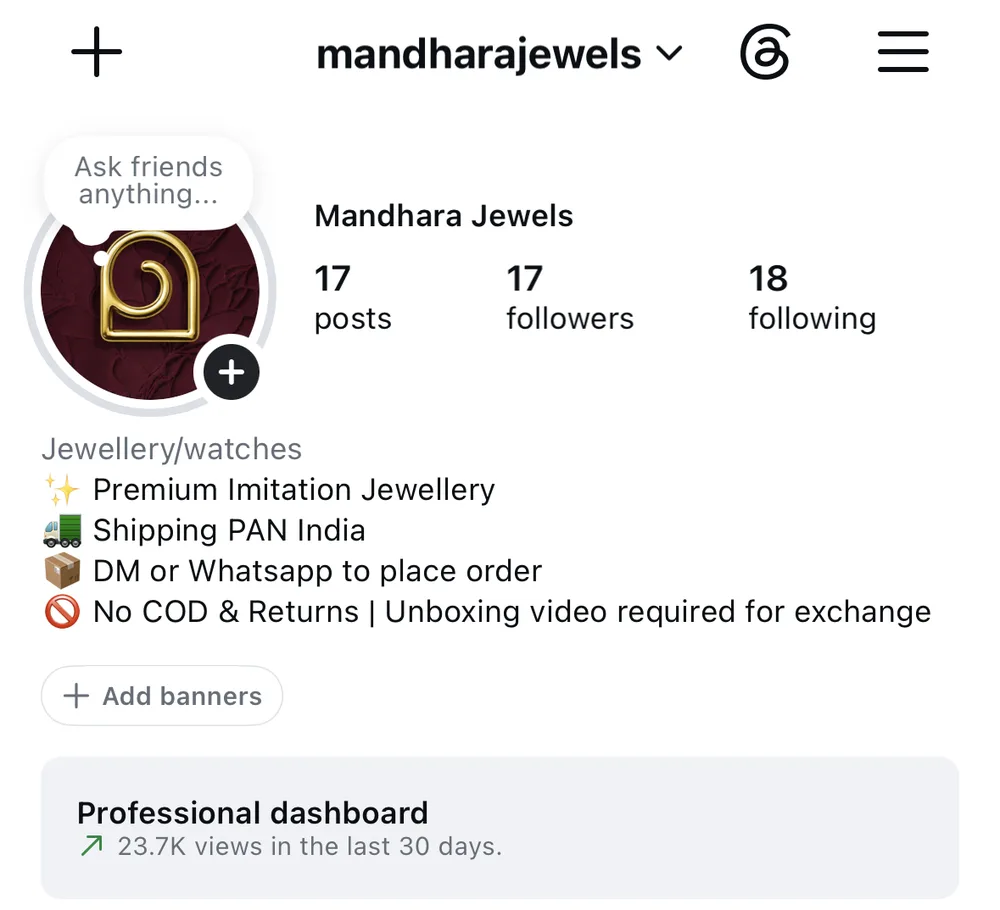 mandharajewels
Ask friends
anything...
Mandhara Jewels
17 17 18
posts followers following
Jewellery/watches
✨ Premium Imitation Jewellery
🚛 Shipping PAN India
📦 DM or Whatsapp to place order
🚫 No COD & Returns | Unboxing video required for exchange
+ Add banners
Professional dashboard
23.7K views in the last 30 days.